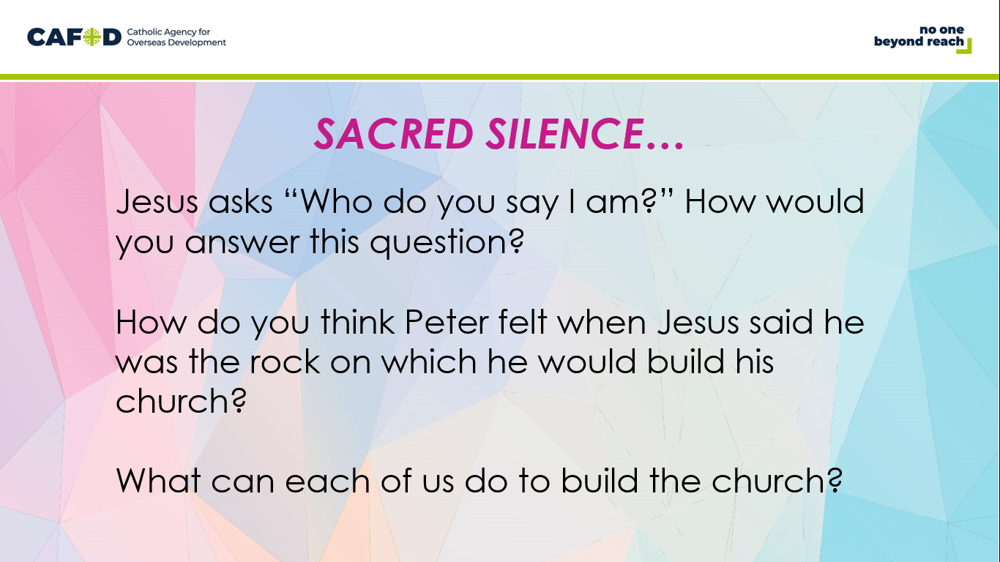 CAFOD Catholic Agency for
Overseas Development
no one
beyond reach
SACRED SILENCE...
Jesus asks “Who do you say I am?” How would
you answer this question?
How do you think Peter felt when Jesus said he
was the rock on which he would build his
church?
What can each of us do to build the church?